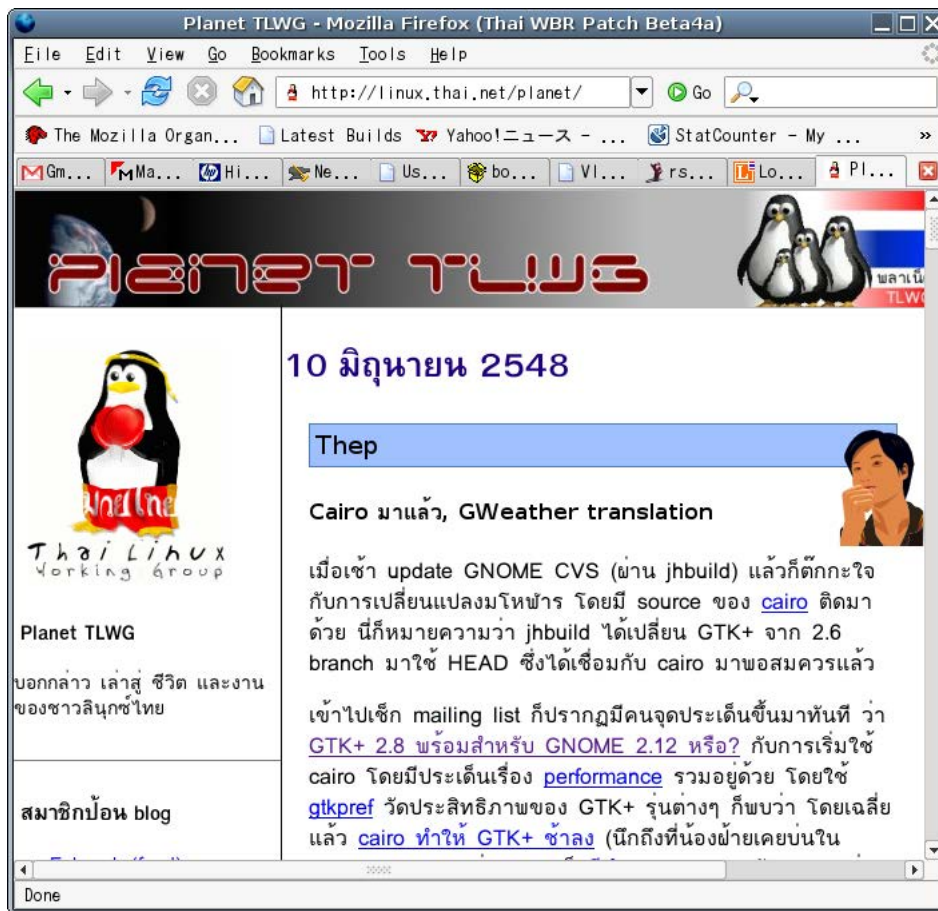 Planet TLWG - Mozilla Firefox (Thai WBR Patch Beta4a)
File Edit View Go Bookmarks Tools Help
http://linux.thai.net/planet/ Go
The Mozilla Organ... Latest Builds Yahoo!ニュース - ... StatCounter - My ... »
Gm... Ma... Hi... Ne... Us... bo... Vl... rs... Lo... Pl...
PLANET TLWG
TLWG
Thai Linux
Working Group
Planet TLWG
บอกกล่าว เล่าสู่ ชีวิต และงาน
ของชาวลินุกซ์ไทย
สมาชิกป้อน blog
10 มิถุนายน 2548
Thep
Cairo มาแล้ว, GWeather translation
เมื่อเช้า update GNOME CVS (ผ่าน jhbuild) แล้วก็ต๊กกะใจ
กับการเปลี่ยนแปลงมโหฬาร โดยมี source ของ cairo ติดมา
ด้วย นี่ก็หมายความว่า jhbuild ได้เปลี่ยน GTK+ จาก 2.6
branch มาใช้ HEAD ซึ่งได้เชื่อมกับ cairo มาพอสมควรแล้ว
เข้าไปเช็ก mailing list ก็ปรากฏมีคนจุดประเด็นขึ้นมาทันที ว่า
GTK+ 2.8 พร้อมสำหรับ GNOME 2.12 หรือ? กับการเริ่มใช้
cairo โดยมีประเด็นเรื่อง performance รวมอยู่ด้วย โดยใช้
gtkpref วัดประสิทธิภาพของ GTK+ รุ่นต่างๆ ก็พบว่า โดยเฉลี่ย
แล้ว cairo ทำให้ GTK+ ช้าลง (นึกถึงที่น้องฝ้ายเคยบ่นใน
Done